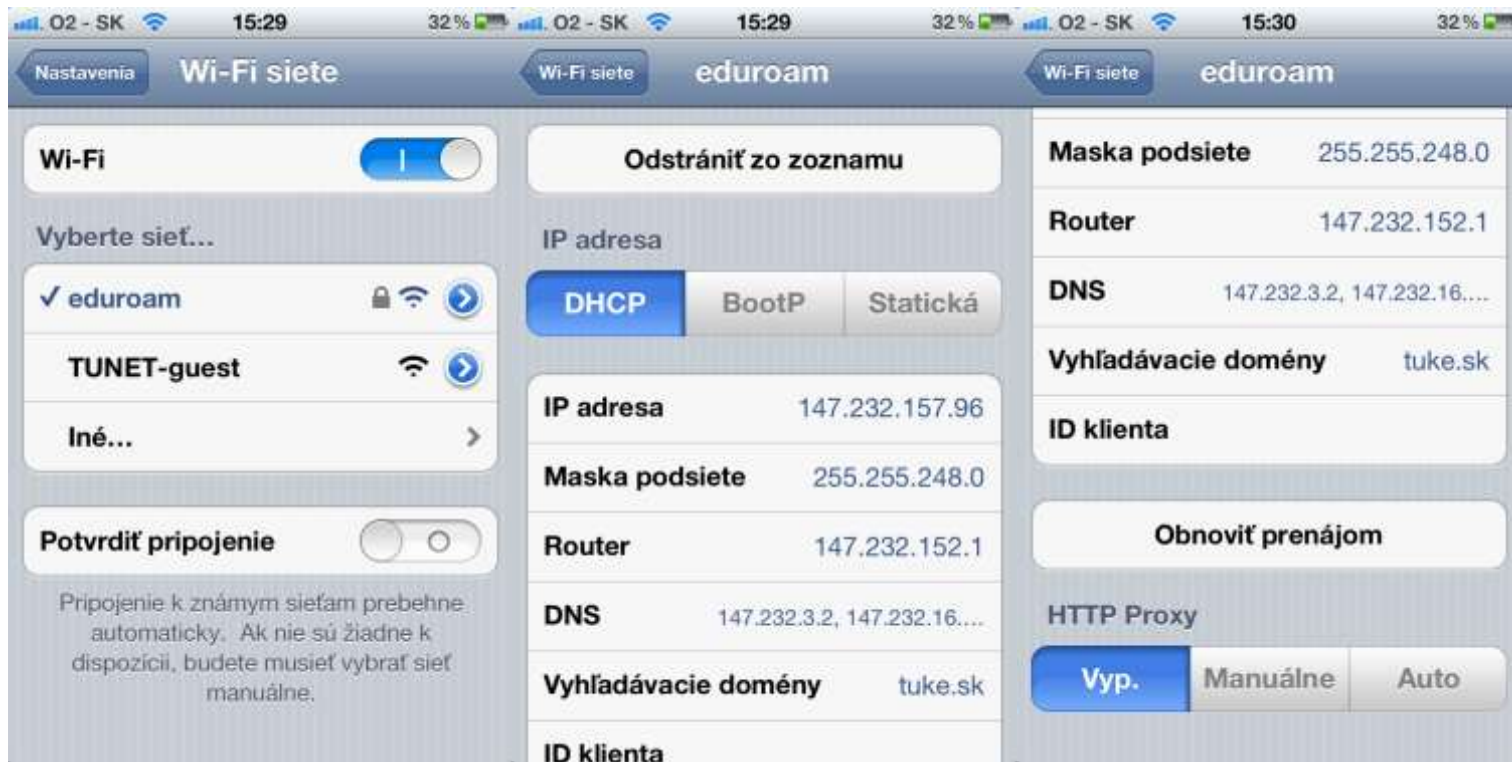 O2 - SK 15:29 32 %
Nastavenia Wi-Fi siete
Wi-Fi
Vyberte sieť...
eduroam
TUNET-guest
Iné...
Potvrdiť pripojenie
Pripojenie k známym sieťam prebehne
automaticky. Ak nie sú žiadne k
dispozícii, budete musieť vybrať sieť
manuálne.
O2 - SK 15:29 32 %
Wi-Fi siete eduroam
Odstrániť zo zoznamu
IP adresa
DHCP BootP Statická
IP adresa 147.232.157.96
Maska podsiete 255.255.248.0
Router 147.232.152.1
DNS 147.232.3.2, 147.232.16....
Vyhľadávacie domény tuke.sk
ID klienta
O2 - SK 15:30 32 %
Wi-Fi siete eduroam
Maska podsiete 255.255.248.0
Router 147.232.152.1
DNS 147.232.3.2, 147.232.16....
Vyhľadávacie domény tuke.sk
ID klienta
Obnoviť prenájom
HTTP Proxy
Vyp. Manuálne Auto